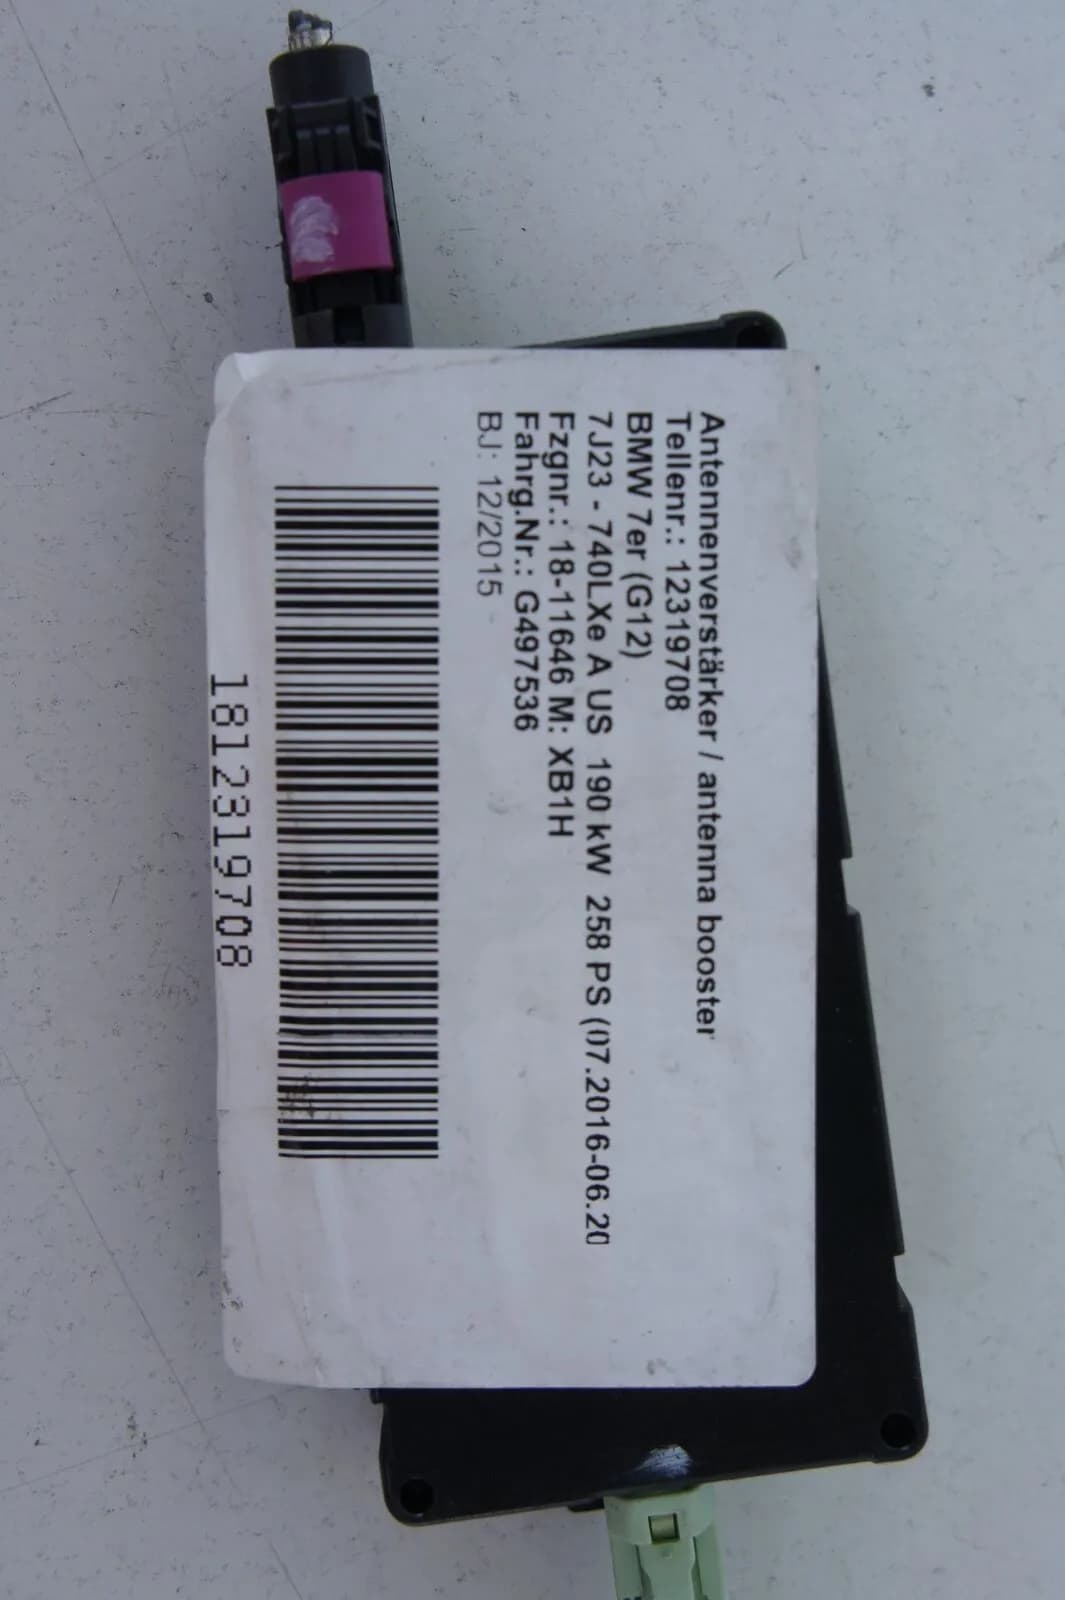 Antennenverstärker / antenna booster
Tellenr.: 12319708
BMW 7er (G12)
7J23 - 740LXe A US 190 kW 258 PS (07.2016-06.20
Fzgnr.: 18-11646 M: XB1H
Fahrg.Nr.: G497536
BJ: 12/2015
1812319708